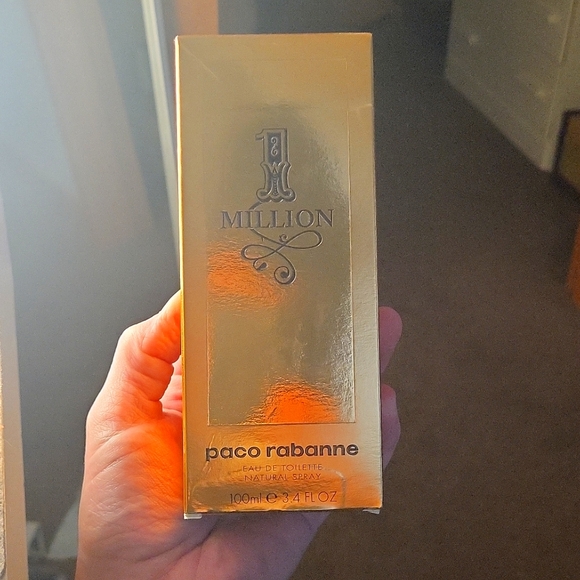 1
MILLION
paco rabanne
EAU DE TOILETTE
NATURAL SPRAY
100ml ℮ 3.4 FL OZ